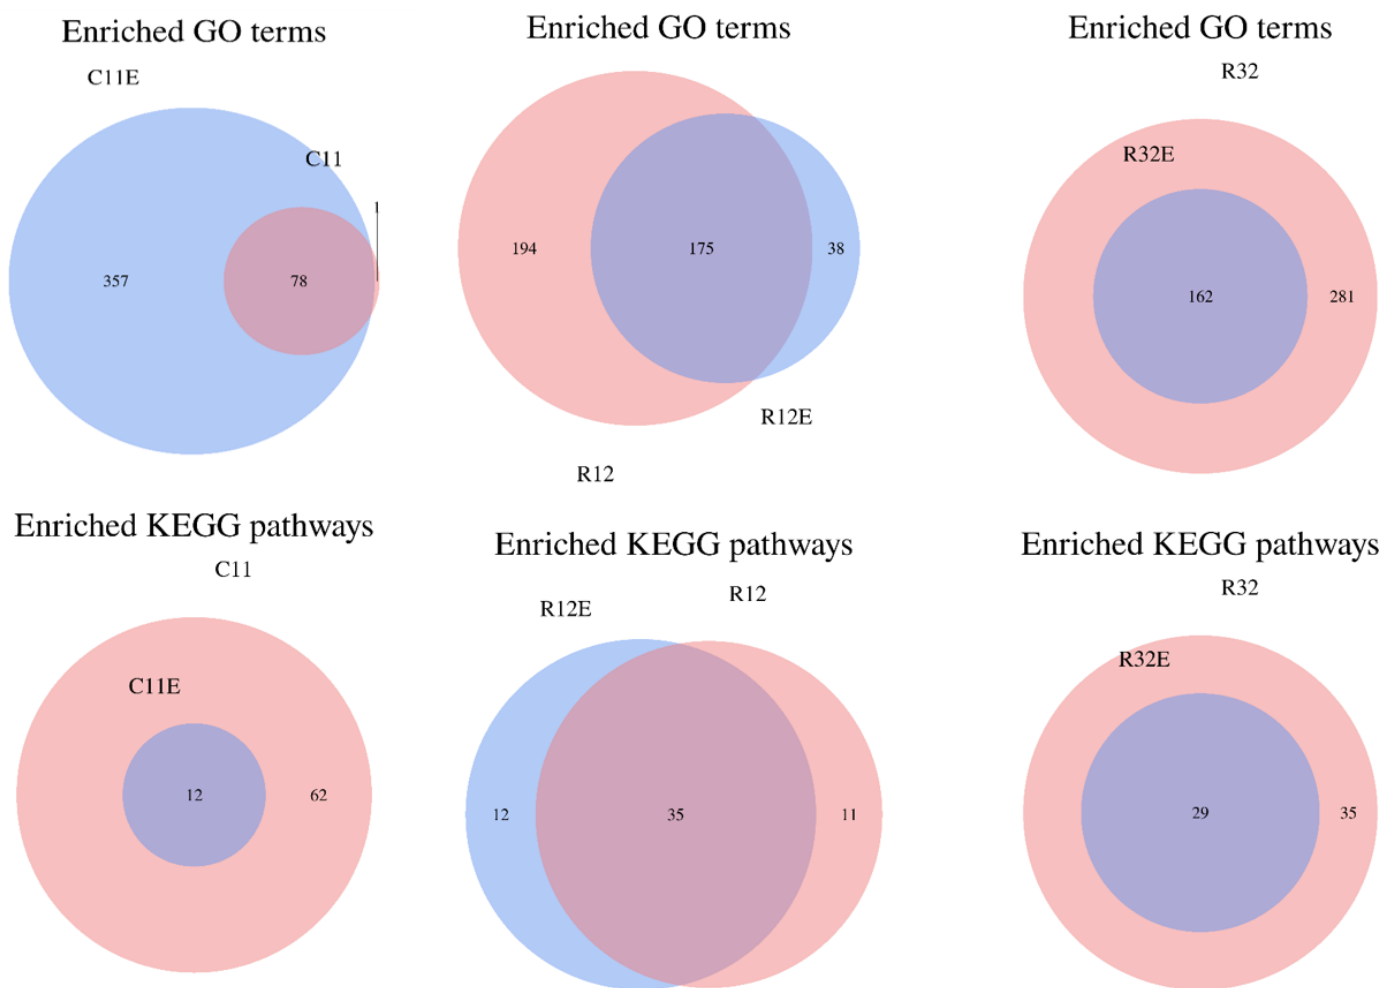 Enriched GO terms
C11E
C11
1
357
78
Enriched GO terms
194
175
38
R12E
R12
Enriched GO terms
R32
R32E
162
281
Enriched KEGG pathways
C11
C11E
12
62
Enriched KEGG pathways
R12E
R12
12
35
11
Enriched KEGG pathways
R32
R32E
29
35